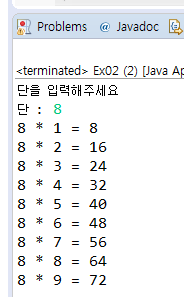 Problems @ Javadoc
<terminated> Ex02 (2) [Java Ap
단을 입력해주세요
단 : 8
8 * 1 = 8
8 * 2 = 16
8 * 3 = 24
8 * 4 = 32
8 * 5 = 40
8 * 6 = 48
8 * 7 = 56
8 * 8 = 64
8 * 9 = 72